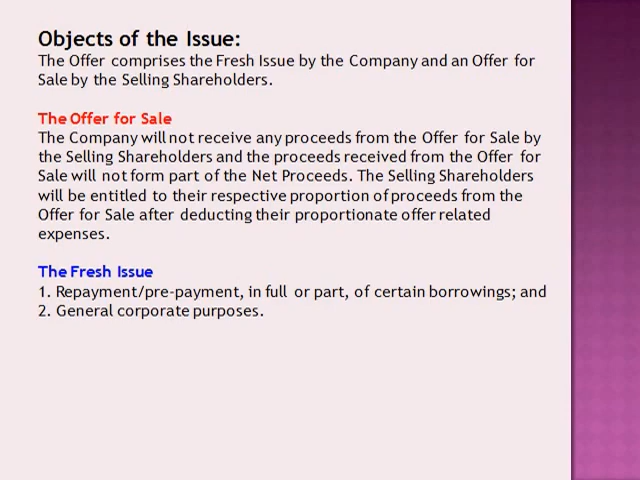 Objects of the Issue:
The Offer comprises the Fresh Issue by the Company and an Offer for
Sale by the Selling Shareholders.
The Offer for Sale
The Company will not receive any proceeds from the Offer for Sale by
the Selling Shareholders and the proceeds received from the Offer for
Sale will not form part of the Net Proceeds. The Selling Shareholders
will be entitled to their respective proportion of proceeds from the
Offer for Sale after deducting their proportionate offer related
expenses.
The Fresh Issue
1. Repayment/pre-payment, in full or part, of certain borrowings; and
2. General corporate purposes.